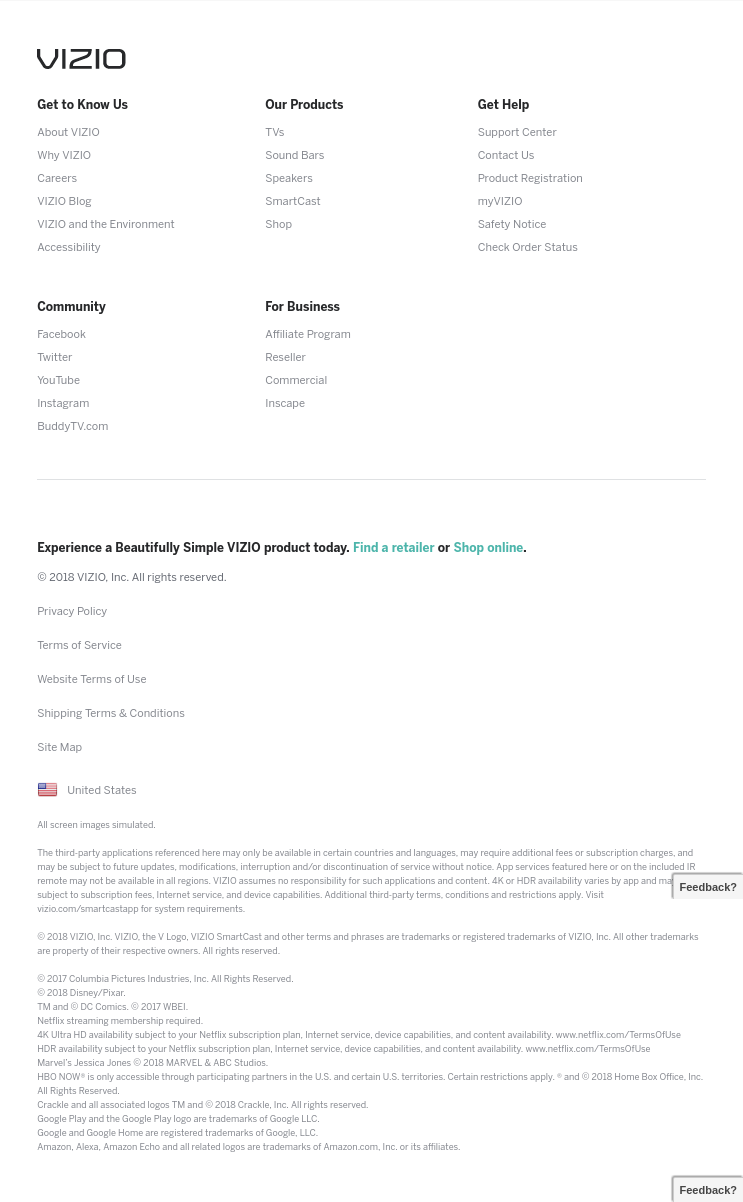 VIZIO
Get to Know Us
About VIZIO
Why VIZIO
Careers
VIZIO Blog
VIZIO and the Environment
Accessibility
Our Products
TVs
Sound Bars
Speakers
SmartCast
Shop
Get Help
Support Center
Contact Us
Product Registration
myVIZIO
Safety Notice
Check Order Status
Community
Facebook
Twitter
YouTube
Instagram
BuddyTV.com
For Business
Affiliate Program
Reseller
Commercial
Inscape
Experience a Beautifully Simple VIZIO product today. Find a retailer or Shop online.
© 2018 VIZIO, Inc. All rights reserved.
Privacy Policy
Terms of Service
Website Terms of Use
Shipping Terms & Conditions
Site Map
United States
All screen images simulated.
The third-party applications referenced here may only be available in certain countries and languages, may require additional fees or subscription charges, and
may be subject to future updates, modifications, interruption and/or discontinuation of service without notice. App services featured here or on the included IR
remote may not be available in all regions. VIZIO assumes no responsibility for such applications and content. 4K or HDR availability varies by app and
subject to subscription fees, Internet service, and device capabilities. Additional third-party terms, conditions and restrictions apply. Visit
vizio.com/smartcastapp for system requirements.
Feedback?
© 2018 VIZIO, Inc. VIZIO, the V Logo, VIZIO SmartCast and other terms and phrases are trademarks or registered trademarks of VIZIO, Inc. All other trademarks
are property of their respective owners. All rights reserved.
© 2017 Columbia Pictures Industries, Inc. All Rights Reserved.
© 2018 Disney/Pixar.
TM and © DC Comics. © 2017 WBEI.
Netflix streaming membership required.
4K Ultra HD availability subject to your Netflix subscription plan, Internet service, device capabilities, and content availability. www.netflix.com/TermsOfUse
HDR availability subject to your Netflix subscription plan, Internet service, device capabilities, and content availability. www.netflix.com/TermsOfUse
Marvel's Jessica Jones © 2018 MARVEL & ABC Studios.
HBO NOW® is only accessible through participating partners in the U.S. and certain U.S. territories. Certain restrictions apply. ® and © 2018 Home Box Office, Inc.
All Rights Reserved.
Crackle and all associated logos TM and © 2018 Crackle, Inc. All rights reserved.
Google Play and the Google Play logo are trademarks of Google LLC.
Google and Google Home are registered trademarks of Google, LLC.
Amazon, Alexa, Amazon Echo and all related logos are trademarks of Amazon.com, Inc. or its affiliates.
Feedback?